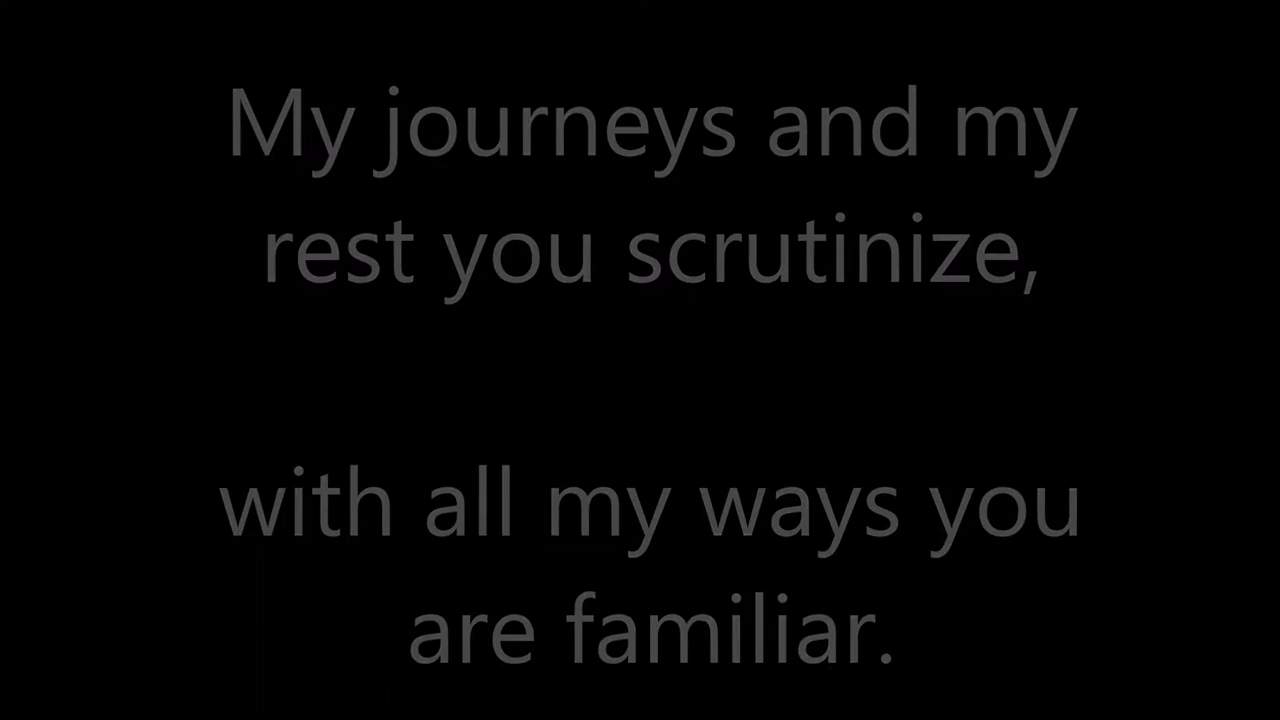 My journeys and my
rest you scrutinize,
with all my ways you
are familiar.